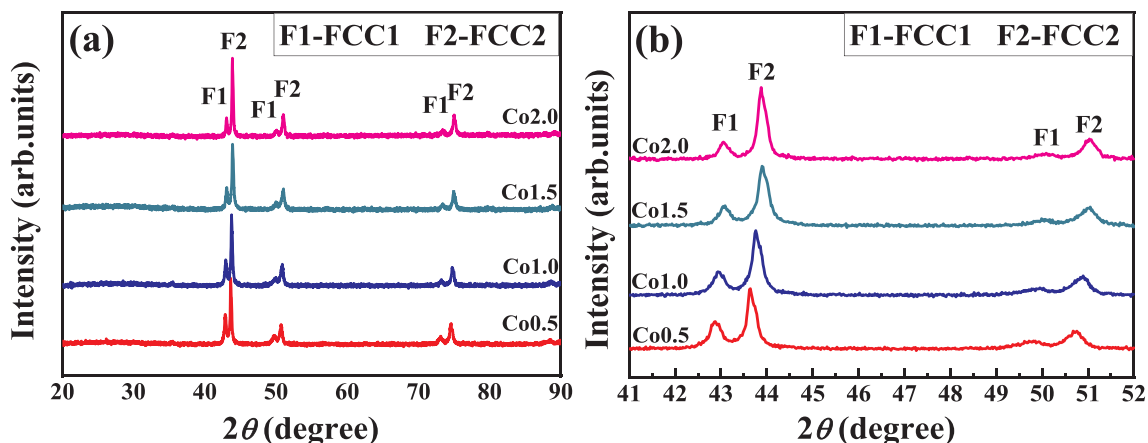 (a)
F1-FCC1 F2-FCC2
F2
F1
F1
F2
F1
F2
Co2.0
Co1.5
Co1.0
Co0.5
Intensity (arb.units)
20 30 40 50 60 70 80 90
2θ (degree)
(b)
F1-FCC1 F2-FCC2
F2
F1
F1
F2
Co2.0
Co1.5
Co1.0
Co0.5
Intensity (arb.units)
41 42 43 44 45 46 47 48 49 50 51 52
2θ (degree)